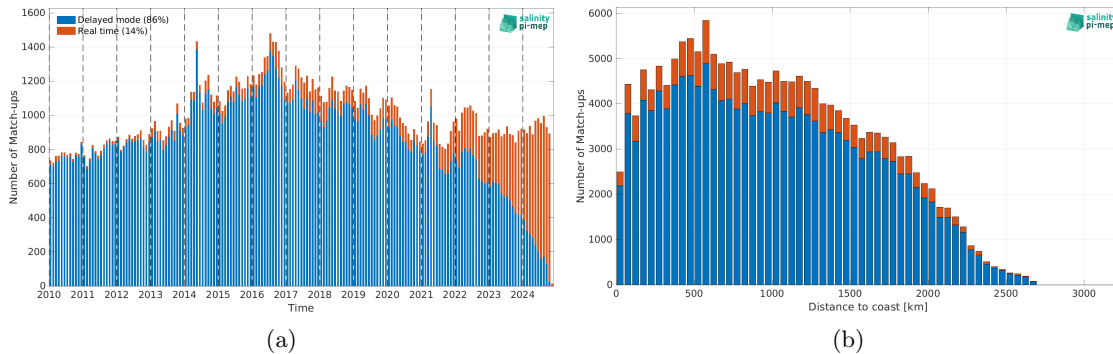 Delayed mode (86%)
Real time (14%)
salinity
pi-mep
Number of Match-ups
1600
1400
1200
1000
800
600
400
200
0
2010 2011 2012 2013 2014 2015 2016 2017 2018 2019 2020 2021 2022 2023 2024
Time
(a)
salinity
pi-mep
Number of Match-ups
6000
5000
4000
3000
2000
1000
0
0 500 1000 1500 2000 2500 3000
Distance to coast [km]
(b)